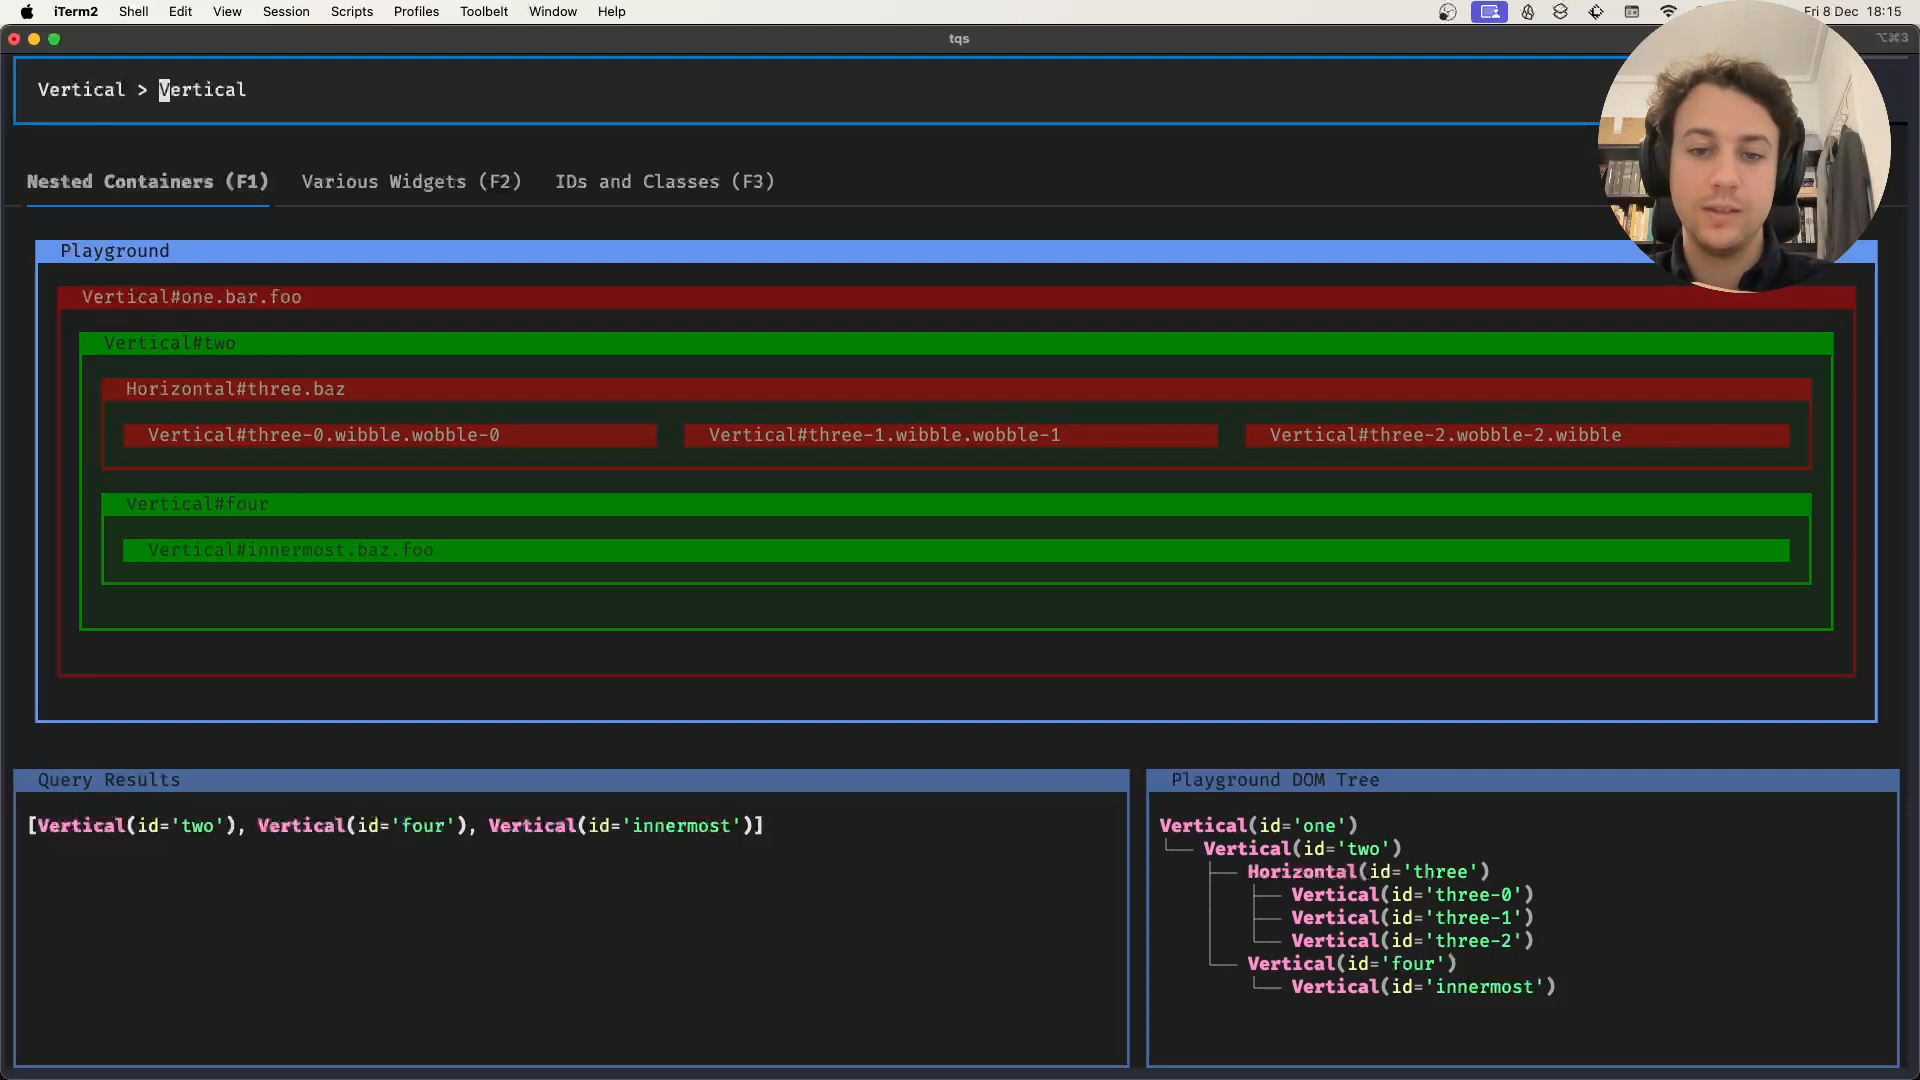 iTerm2 Shell Edit View Session Scripts Profiles Toolbelt Window Help Fri 8 Dec 18:15
tqs ⌥⌘3
Vertical > Vertical
Nested Containers (F1) Various Widgets (F2) IDs and Classes (F3)
Playground
Vertical#one.bar.foo
Vertical#two
Horizontal#three.baz
Vertical#three-0.wibble.wobble-0 Vertical#three-1.wibble.wobble-1 Vertical#three-2.wobble-2.wibble
Vertical#four
Vertical#innermost.baz.foo
Query Results
[Vertical(id='two'), Vertical(id='four'), Vertical(id='innermost')]
Playground DOM Tree
Vertical(id='one')
└── Vertical(id='two')
├── Horizontal(id='three')
│ ├── Vertical(id='three-0')
│ ├── Vertical(id='three-1')
│ └── Vertical(id='three-2')
└── Vertical(id='four')
└── Vertical(id='innermost')